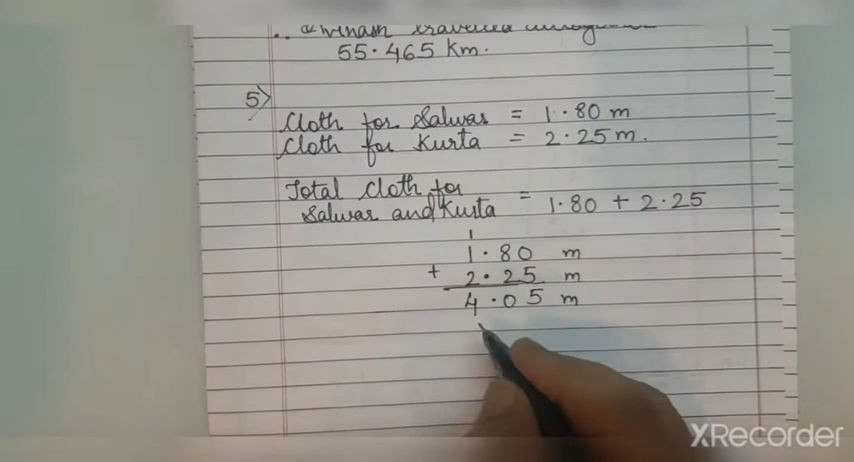 55.465 Km.
5)
Cloth for Salwar = 1.80 m
Cloth for Kurta = 2.25 m.
Total Cloth for
Salwar and Kurta = 1.80 + 2.25
1
1.80 m
+ 2.25 m
4.05 m
XRecorder